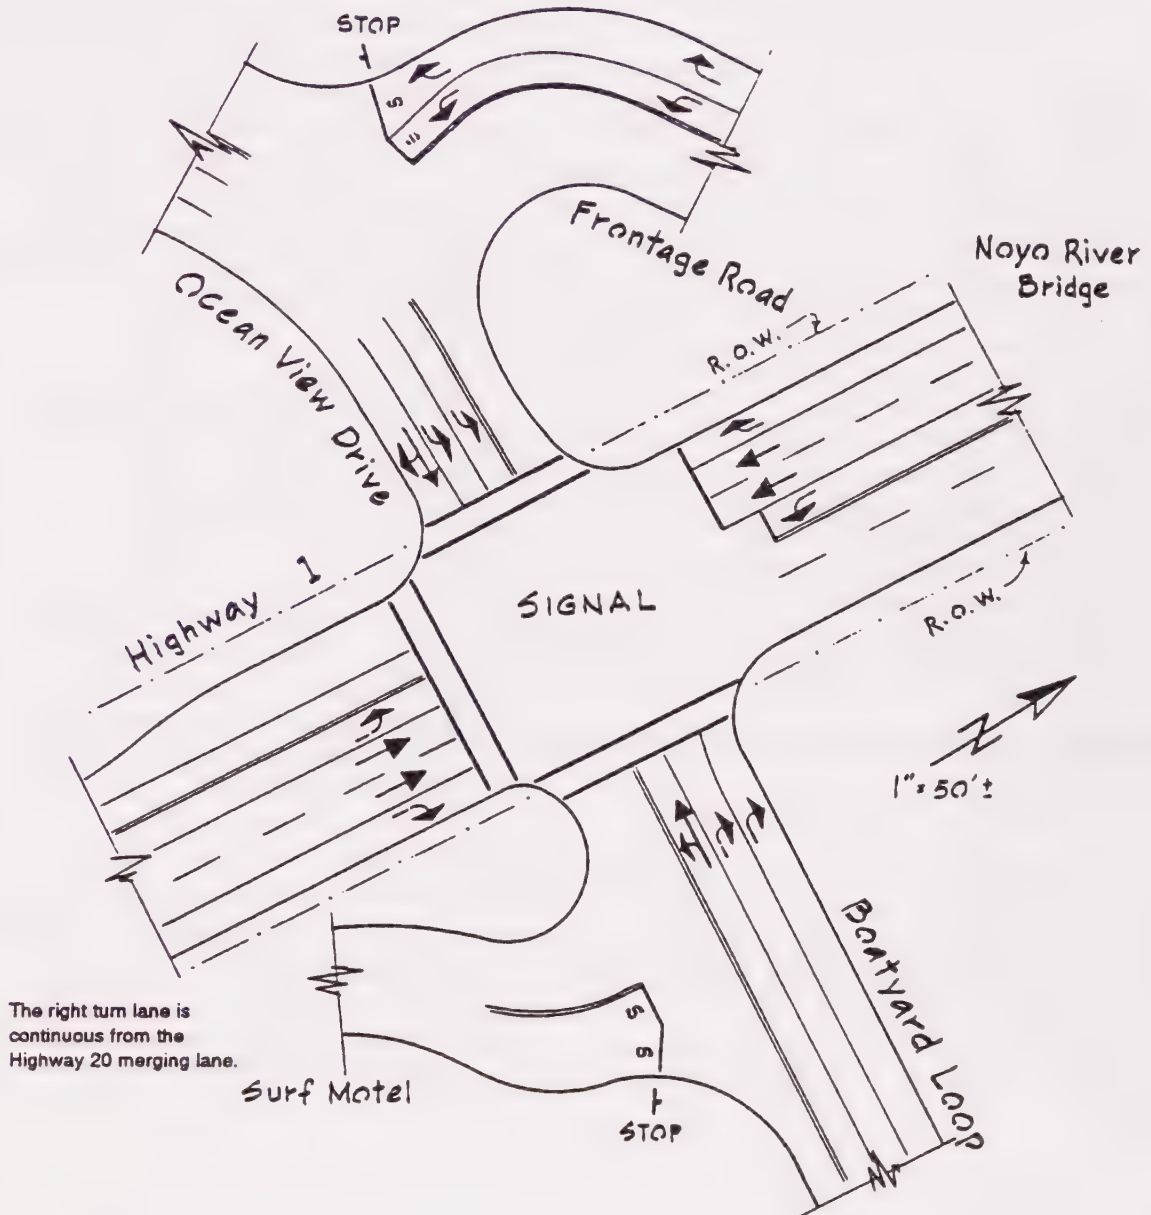 STOP
S
S
Frontage Road
Noyo River
Bridge
Ocean View Drive
R.O.W.
Highway 1
SIGNAL
R.O.W.
1"=50'±
Boatyard Loop
The right turn lane is
continuous from the
Highway 20 merging lane.
S
S
Surf Motel
STOP